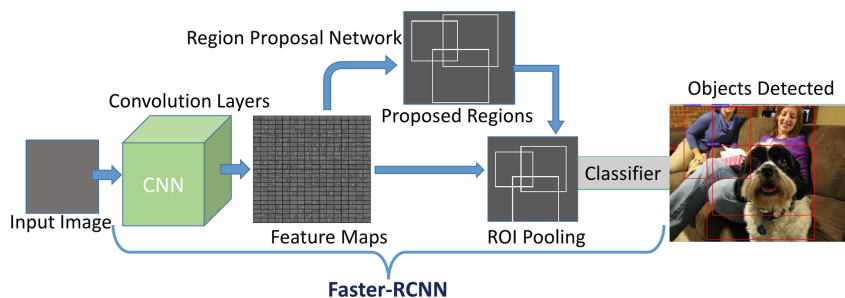 Region Proposal Network
Objects Detected
Convolution Layers
Proposed Regions
CNN
Classifier
Input Image
Feature Maps
ROI Pooling
Faster-RCNN